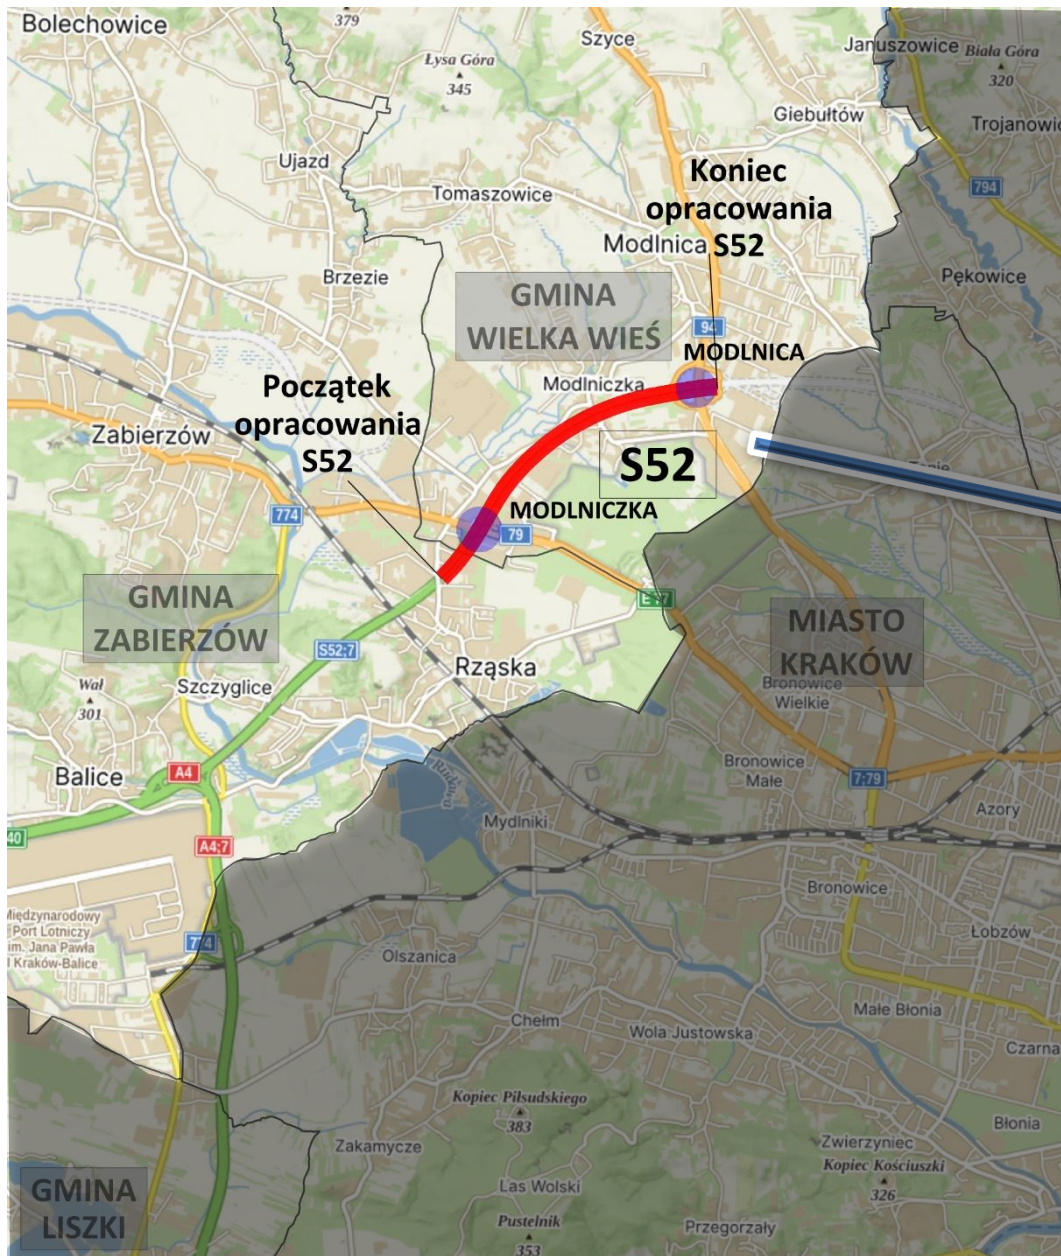 Bolechowice
379
Szyce
Łysa Góra
345
Januszowice
Biała Góra
320
Giebułtów
Ujazd
Koniec
opracowania
S52
794
Tomaszowice
Modlnica
Brzezie
Pękowice
GMINA
WIELKA WIEŚ
94
MODLNICA
Początek
opracowania
S52
Modlniczka
Zabierzów
S52
774
MODLNICZKA
79
GMINA
ZABIERZÓW
MIASTO
KRAKÓW
S52;7
Rząska
Wał
301
Szczyglice
Bronowice
Wielkie
Balice
A4
Bronowice
Małe
7;79
Rudawa
Azory
Mydlniki
40
A4;7
Bronowice
Międzynarodowy
Port Lotniczy
im. Jana Pawła
II Kraków-Balice
774
Łobzów
Olszanica
Małe Błonia
Chełm
Wola Justowska
Czarna
Kopiec Piłsudskiego
383
Błonia
Zakamycze
Zwierzyniec
Kopiec Kościuszki
326
GMINA
LISZKI
Las Wolski
Pustelnik
353
Przegorzały